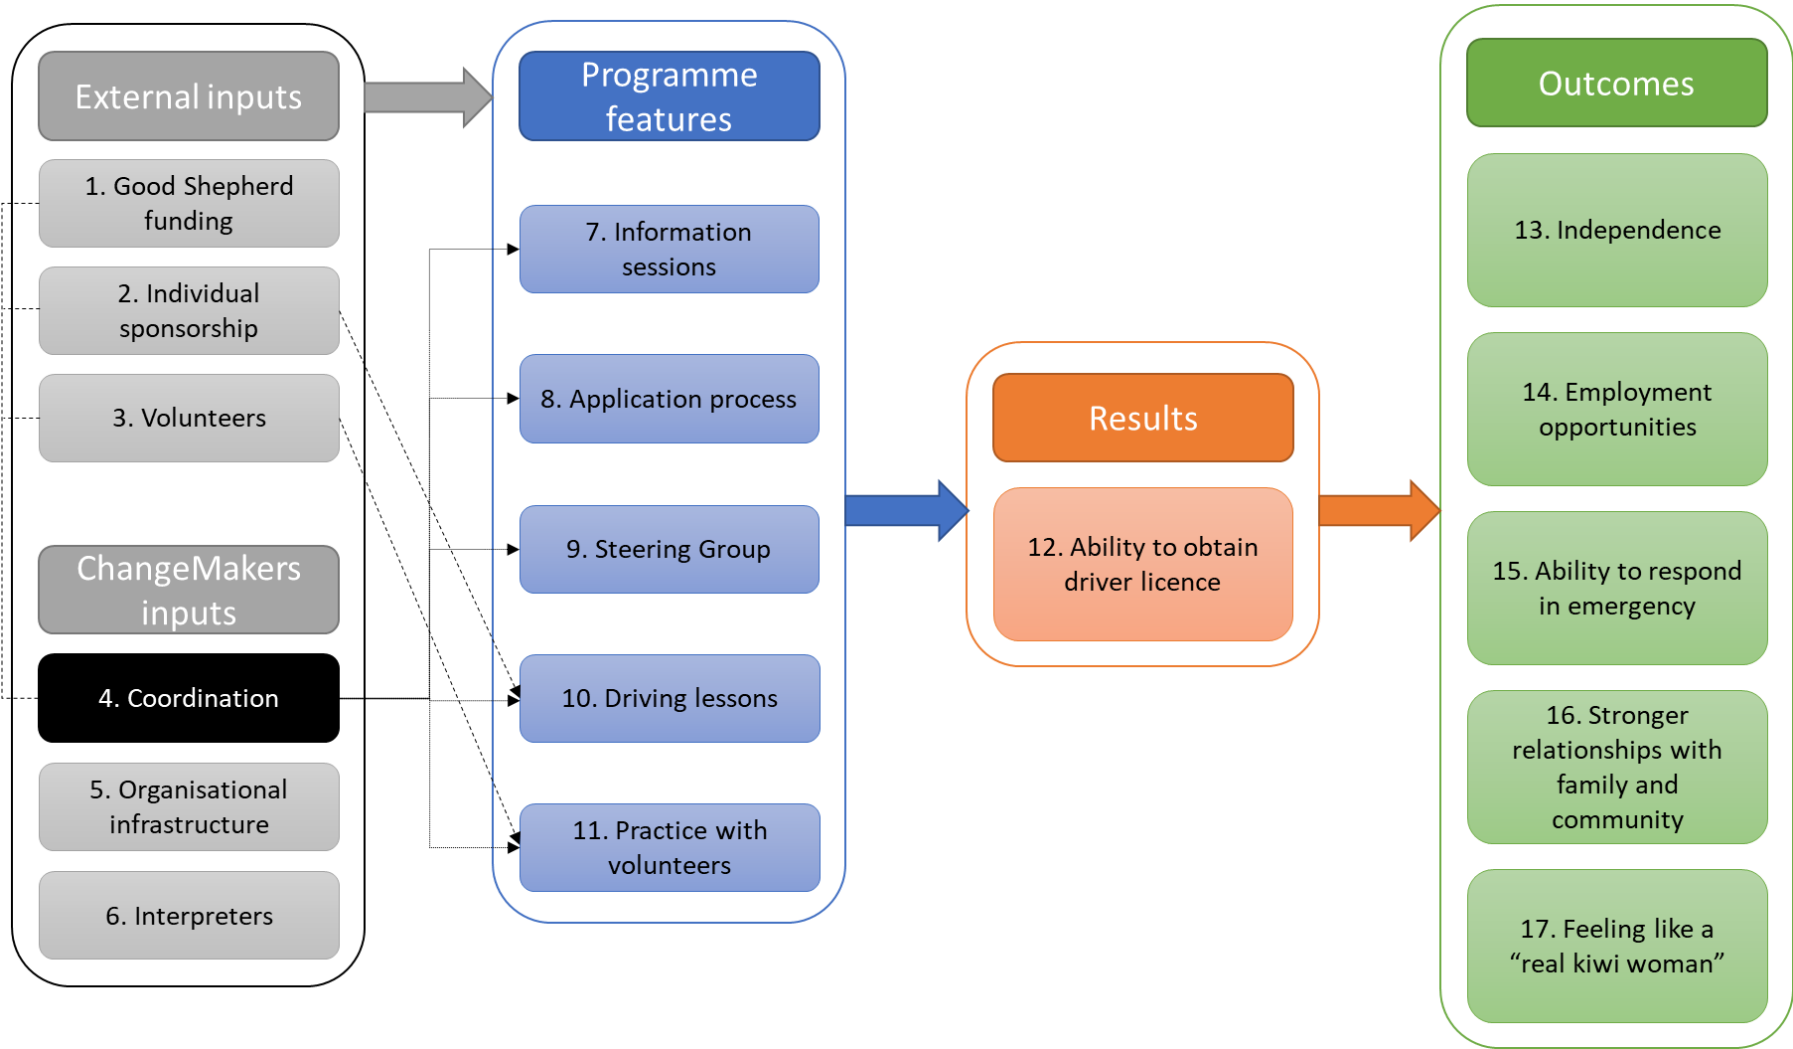 External inputs
1. Good Shepherd
funding
2. Individual
sponsorship
3. Volunteers
ChangeMakers
inputs
4. Coordination
5. Organisational
infrastructure
6. Interpreters
Programme
features
7. Information
sessions
8. Application process
9. Steering Group
10. Driving lessons
11. Practice with
volunteers
Results
12. Ability to obtain
driver licence
Outcomes
13. Independence
14. Employment
opportunities
15. Ability to respond
in emergency
16. Stronger
relationships with
family and
community
17. Feeling like a
“real kiwi woman”